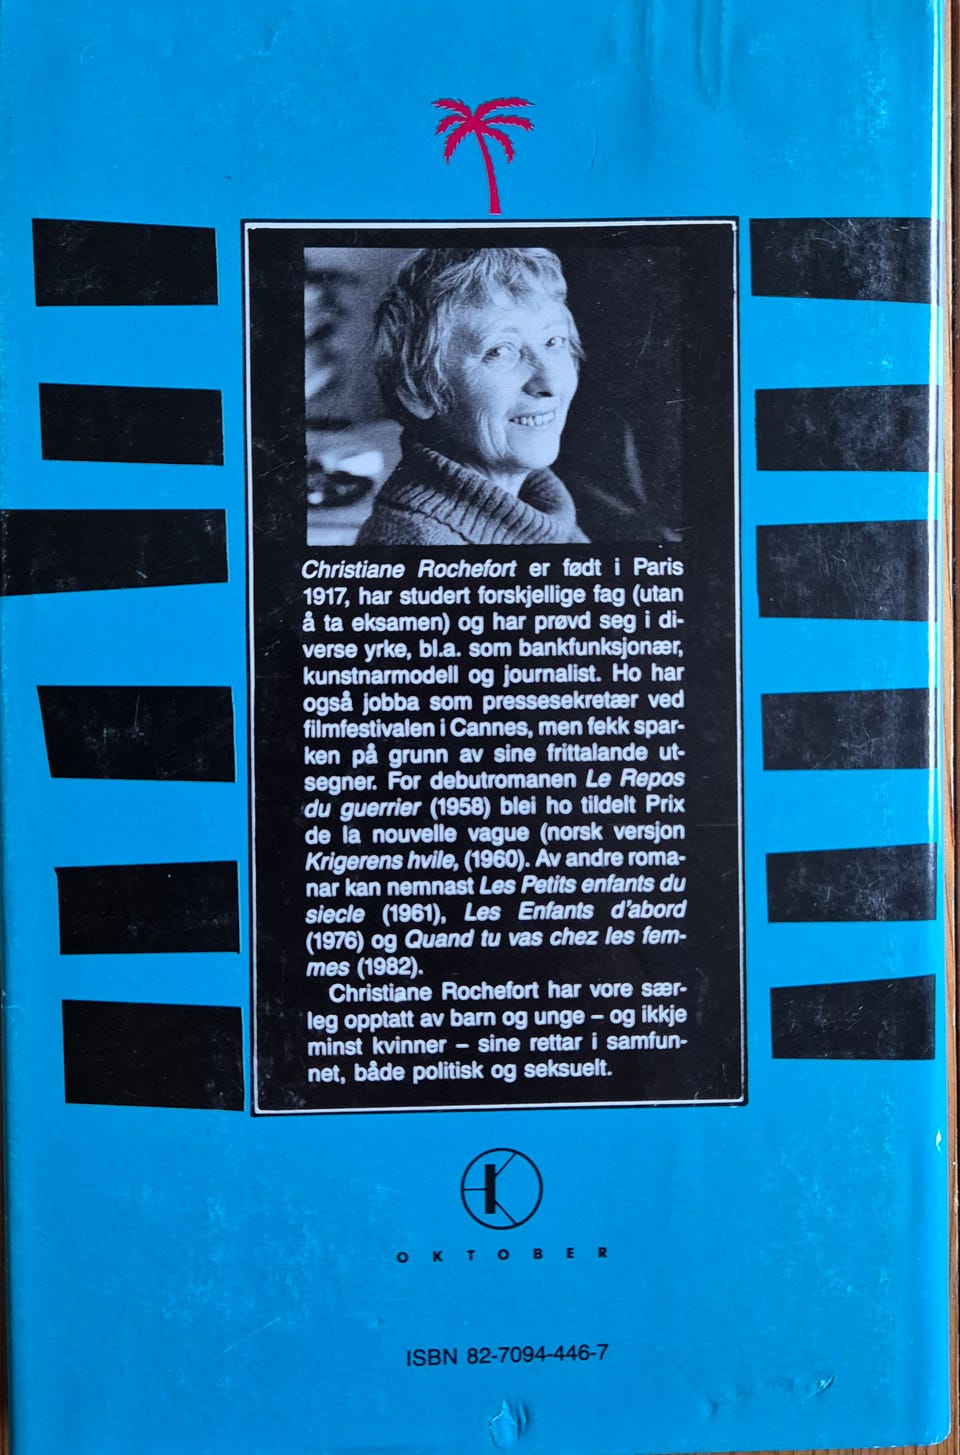 Christiane Rochefort er født i Paris
1917, har studert forskjellige fag (utan
å ta eksamen) og har prøvd seg i di-
verse yrke, bl.a. som bankfunksjonær,
kunstnarmodell og journalist. Ho har
også jobba som pressesekretær ved
filmfestivalen i Cannes, men fekk spar-
ken på grunn av sine frittalande ut-
segner. For debutromanen Le Repos
du guerrier (1958) blei ho tildelt Prix
de la nouvelle vague (norsk versjon
Krigerens hvile, (1960). Av andre roma-
nar kan nemnast Les Petits enfants du
siecle (1961), Les Enfants d'abord
(1976) og Quand tu vas chez les fem-
mes (1982).
Christiane Rochefort har vore sær-
leg opptatt av barn og unge – og ikkje
minst kvinner – sine rettar i samfun-
net, både politisk og seksuelt.
OKTOBER
ISBN 82-7094-446-7